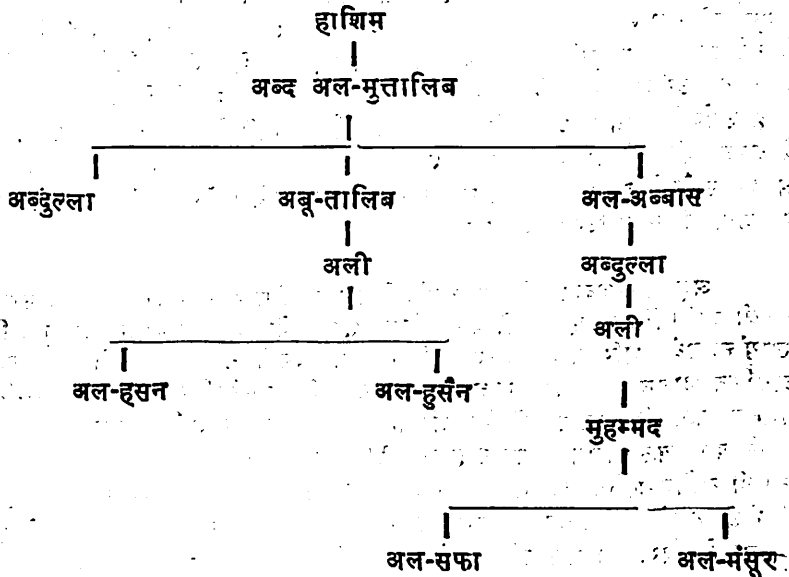 हाशिम
अब्द अल-मुत्तालिब
अब्दुल्ला अबू-तालिब अल-अब्बास
अली अब्दुल्ला
अली
अल-हसन अल-हुसैन
मुहम्मद
अल-सफा अल-मंसूर